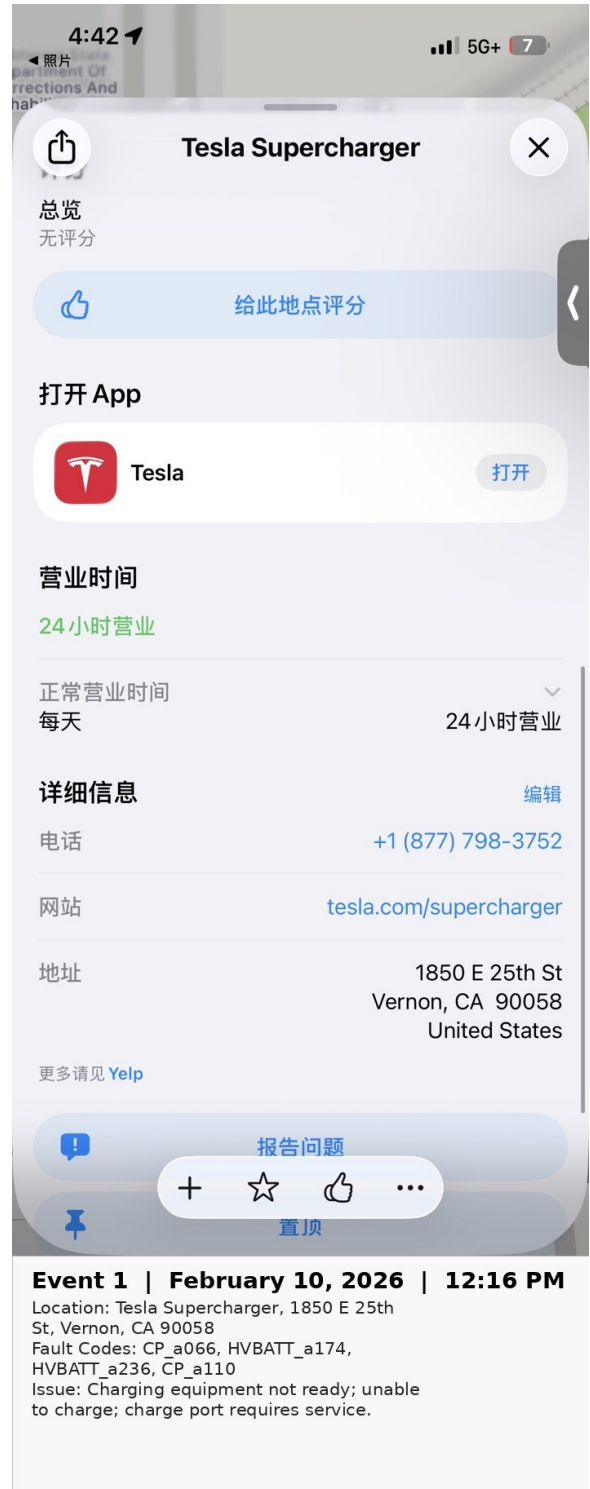 4:42
5G+
7
◀ 照片
partment Of
rrections And
Tesla Supercharger
总览
无评分
给此地点评分
打开 App
Tesla
打开
营业时间
24小时营业
正常营业时间
每天
24小时营业
详细信息
编辑
电话
+1 (877) 798-3752
网站
tesla.com/supercharger
地址
1850 E 25th St
Vernon, CA 90058
United States
更多请见 Yelp
报告问题
置顶
Event 1 | February 10, 2026 | 12:16 PM
Location: Tesla Supercharger, 1850 E 25th
St, Vernon, CA 90058
Fault Codes: CP_a066, HVBATT_a174,
HVBATT_a236, CP_a110
Issue: Charging equipment not ready; unable
to charge; charge port requires service.